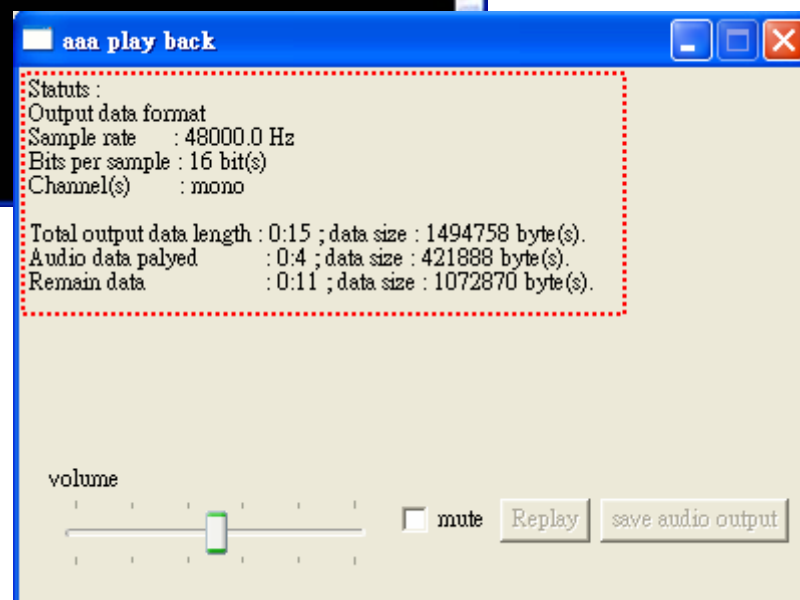 aaa play back
Statuts :
Output data format
Sample rate : 48000.0 Hz
Bits per sample : 16 bit(s)
Channel(s) : mono
Total output data length : 0:15 ; data size : 1494758 byte(s).
Audio data palyed : 0:4 ; data size : 421888 byte(s).
Remain data : 0:11 ; data size : 1072870 byte(s).
volume
mute Replay save audio output